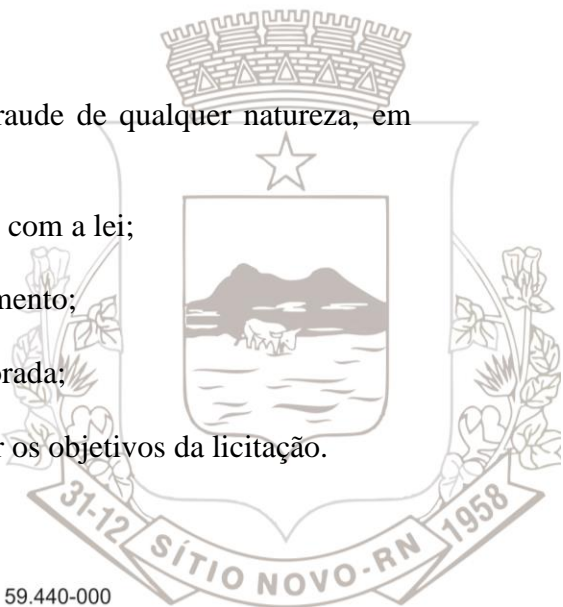 raude de qualquer natureza, em
com a lei;
mento;
orada;
r os objetivos da licitação.
31-12 SÍTIO NOVO-RN 1958
59.440-000